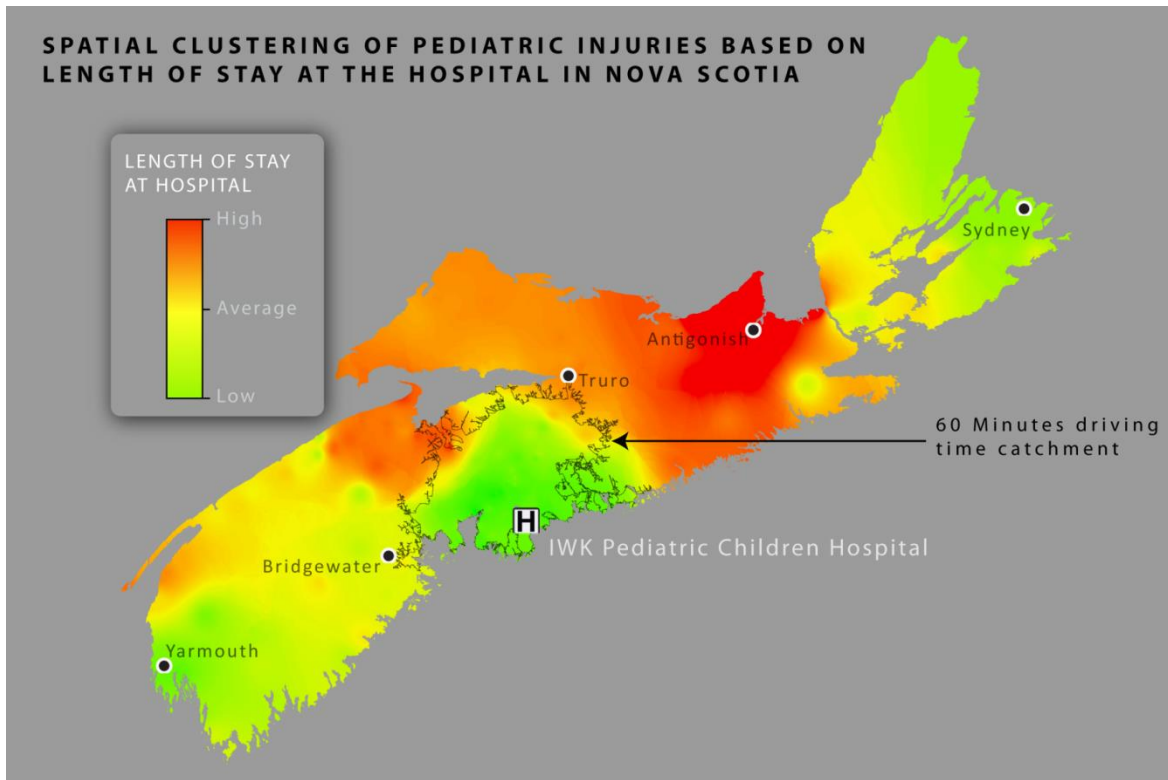 SPATIAL CLUSTERING OF PEDIATRIC INJURIES BASED ON
LENGTH OF STAY AT THE HOSPITAL IN NOVA SCOTIA
LENGTH OF STAY
AT HOSPITAL
High
Average
Low
Sydney
Antigonish
Truro
60 Minutes driving
time catchment
H
IWK Pediatric Children Hospital
Bridgewater
Yarmouth